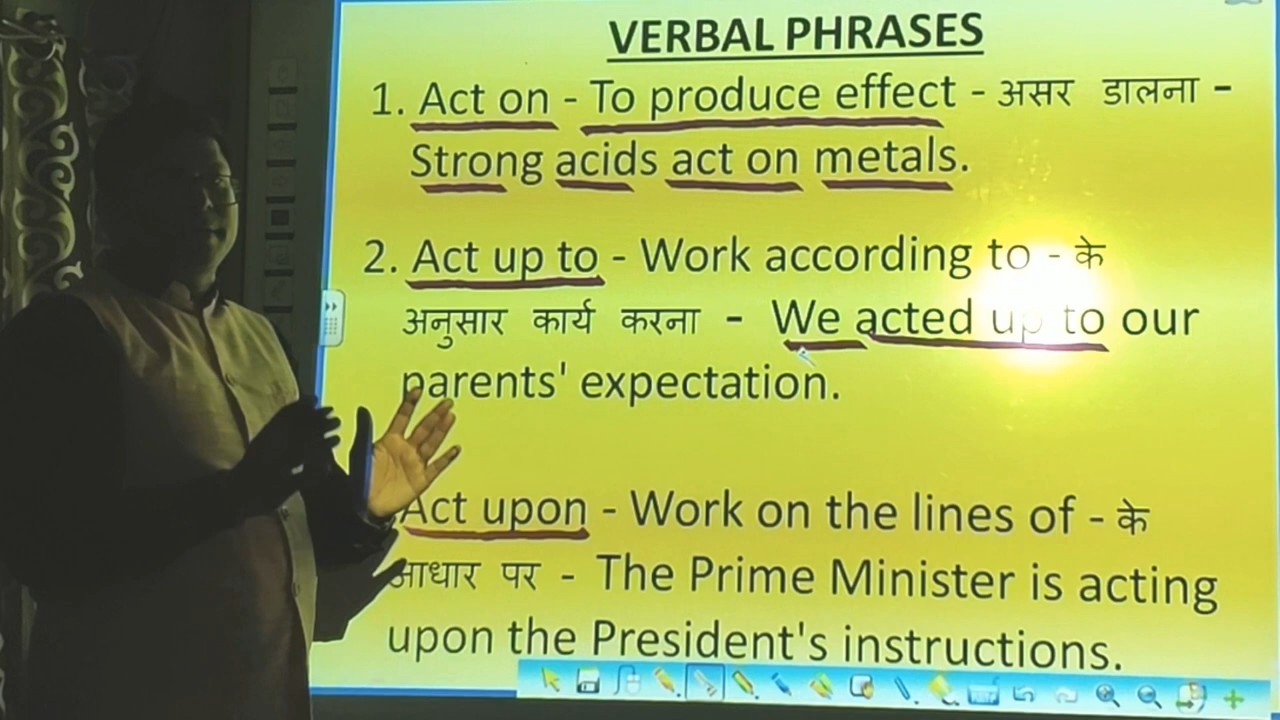 VERBAL PHRASES
1. Act on - To produce effect - असर डालना -
Strong acids act on metals.
2. Act up to - Work according to - के
अनुसार कार्य करना - We acted up to our
parents' expectation.
Act upon - Work on the lines of - के
आधार पर - The Prime Minister is acting
upon the President's instructions.